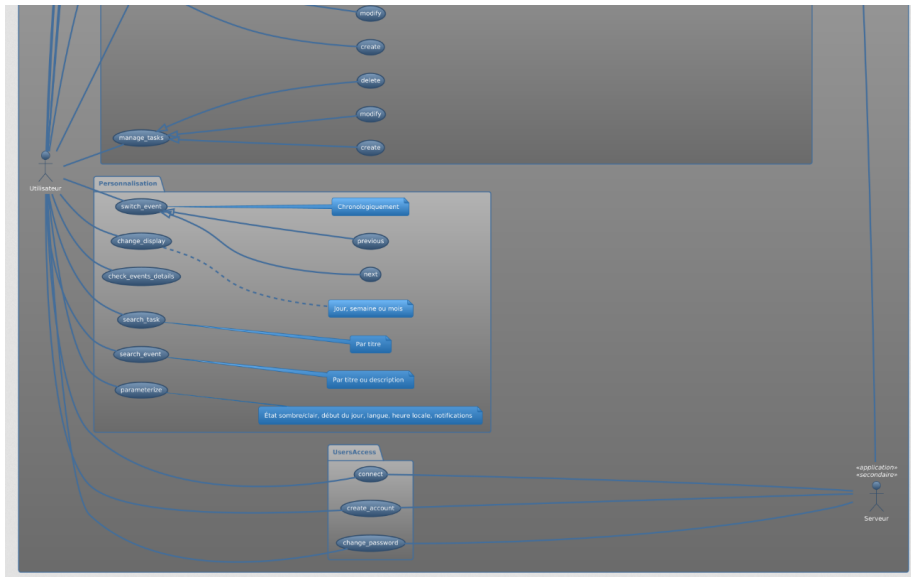 modify
create
delete
modify
manage_tasks
create
Utilisateur
Personnalisation
switch_event
Chronologiquement
change_display
previous
check_events_details
next
Jour, semaine ou mois
search_task
Par titre
search_event
Par titre ou description
parameterize
État sombre/clair, début du jour, langue, heure locale, notifications
UsersAccess
connect
«application»
«secondaire»
create_account
Serveur
change_password